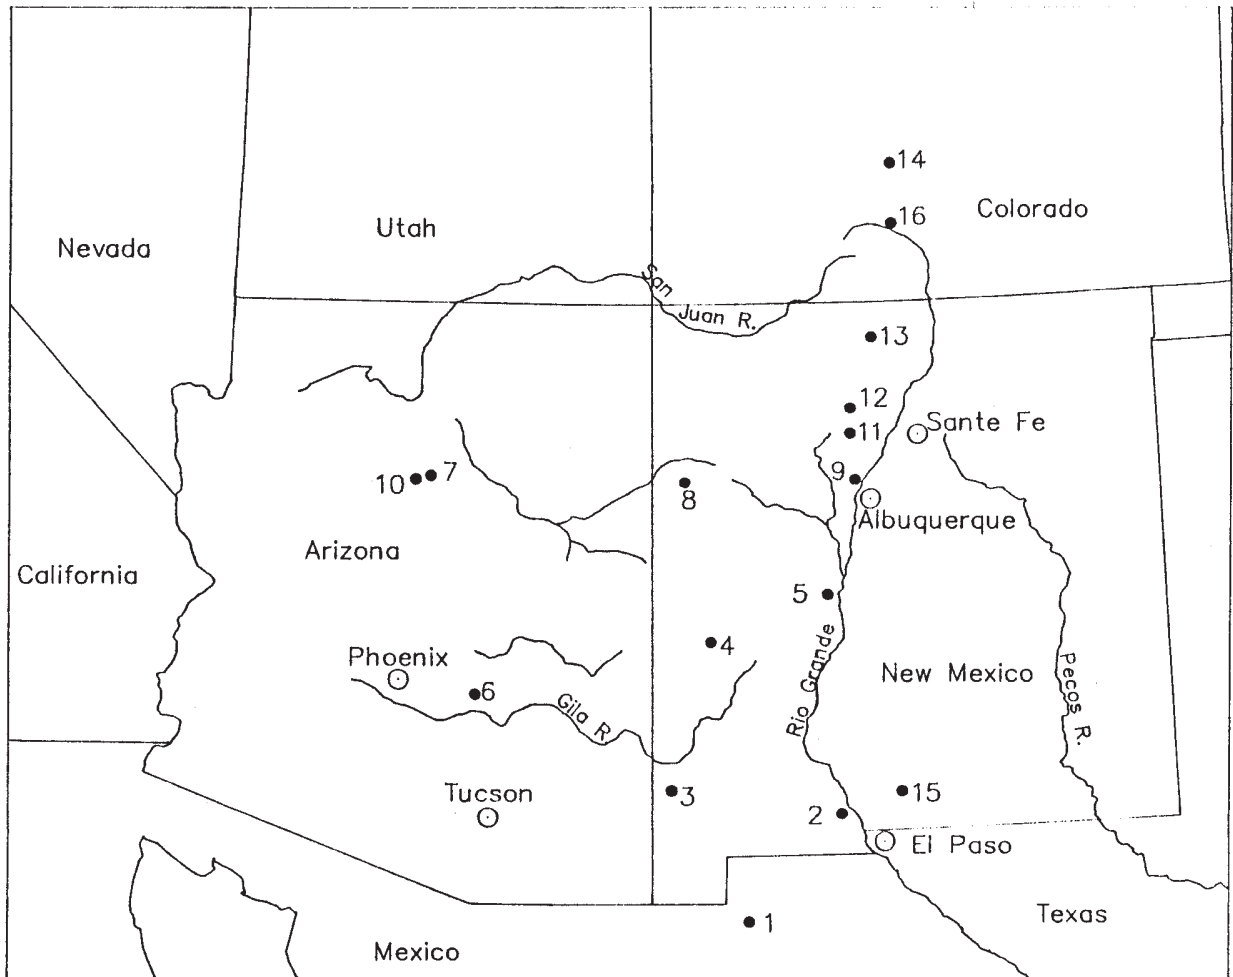 14
16
Colorado
Utah
Nevada
San
Juan R.
13
12
11
Sante Fe
10
7
8
9
Albuquerque
Arizona
California
5
4
Phoenix
6
Gila R
Rio Grande
New Mexico
Pecos R.
Tucson
3
2
15
El Paso
1
Texas
Mexico